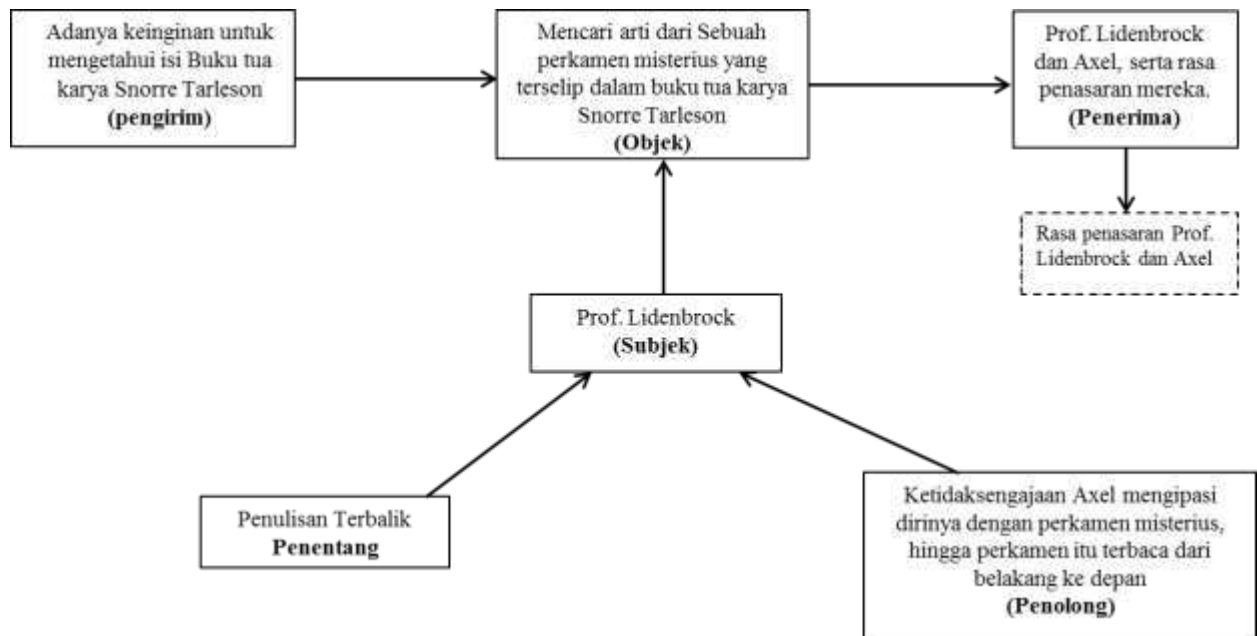 Adanya keinginan untuk
mengetahui isi Buku tua
karya Snorre Tarleson
(pengirim)
Mencari arti dari Sebuah
perkamen misterius yang
terselip dalam buku tua karya
Snorre Tarleson
(Objek)
Prof. Lidenbrock
dan Axel, serta rasa
penasaran mereka.
(Penerima)
Rasa penasaran Prof.
Lidenbrock dan Axel
Prof. Lidenbrock
(Subjek)
Penulisan Terbalik
Penentang
Ketidaksengajaan Axel mengipasi
dirinya dengan perkamen misterius,
hingga perkamen itu terbaca dari
belakang ke depan
(Penolong)